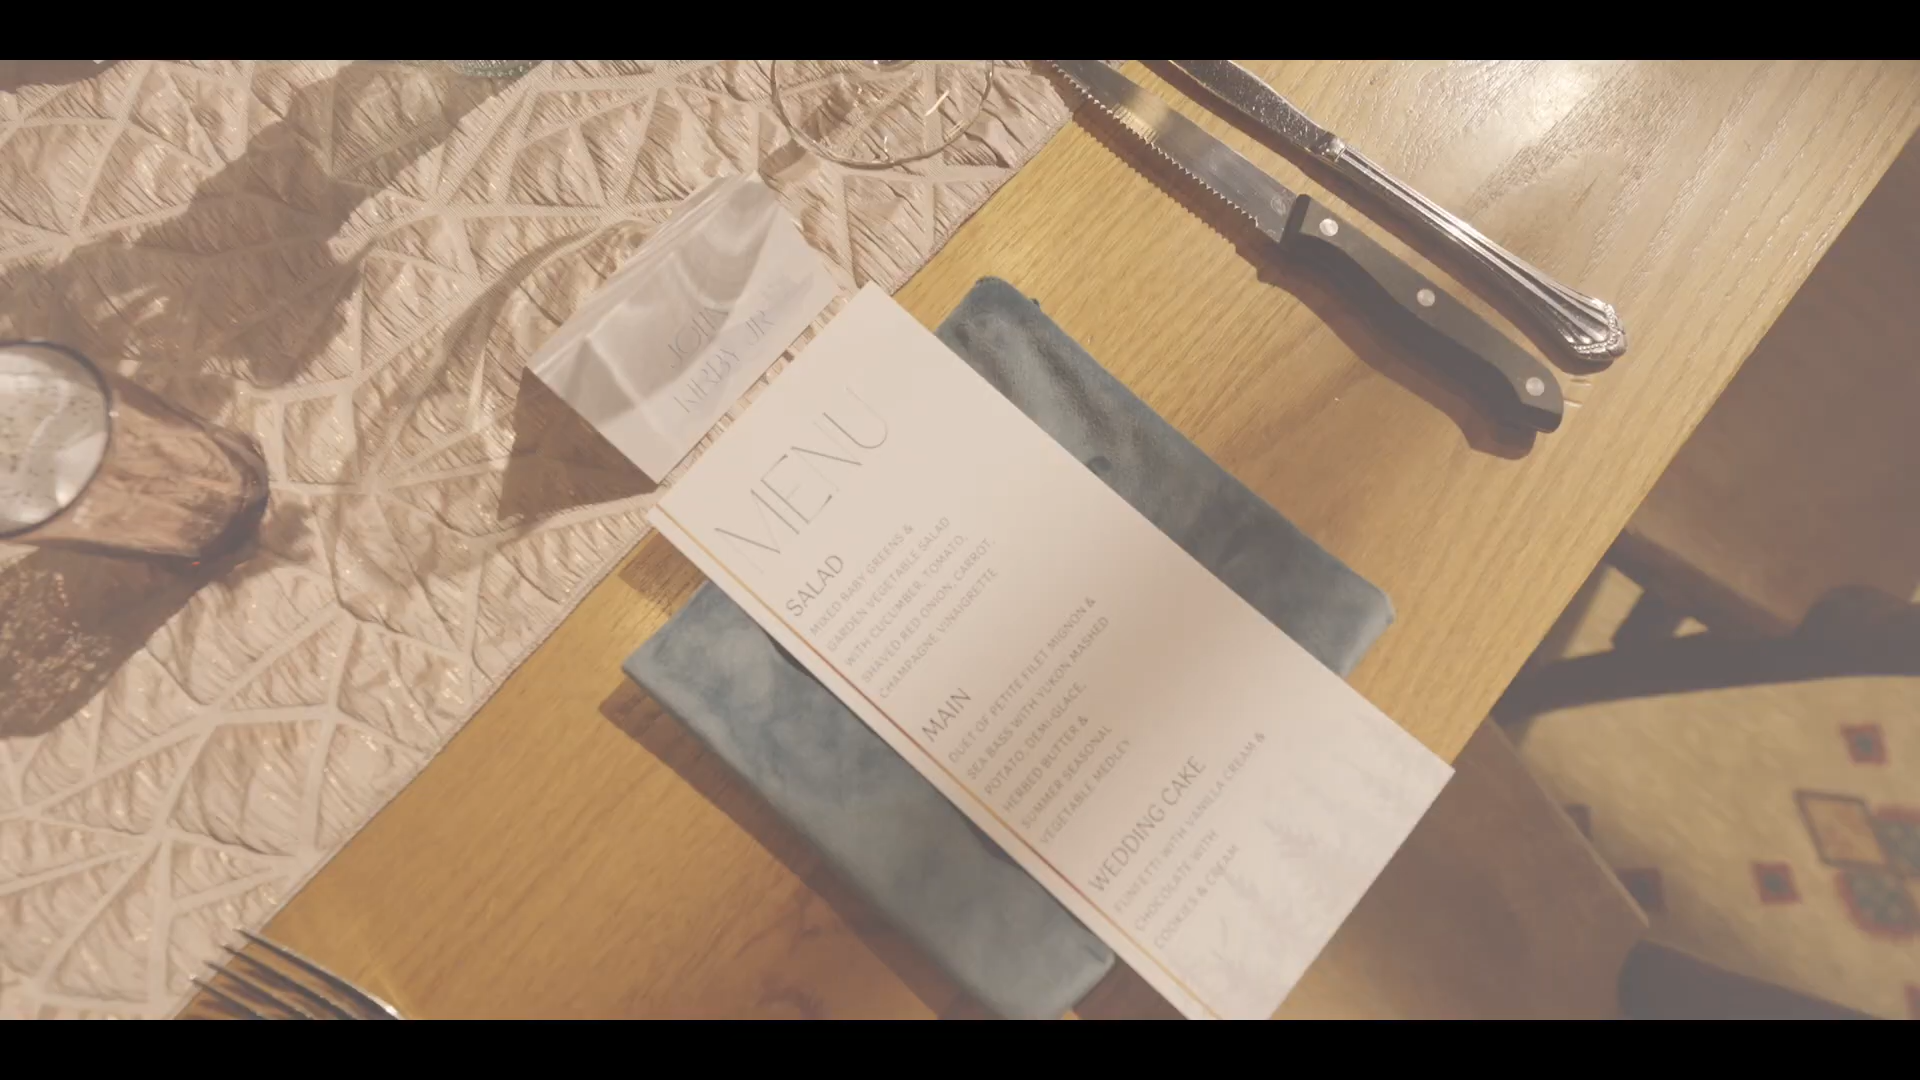 JOHN
KIRBY JR
MENU
SALAD
MIXED BABY GREENS &
GARDEN VEGETABLE SALAD
WITH CUCUMBER, TOMATO,
SHAVED RED ONION, CARROT,
CHAMPAGNE VINAIGRETTE
MAIN
DUET OF PETITE FILET MIGNON &
SEA BASS WITH YUKON MASHED
POTATO, DEMI-GLACE,
HERBED BUTTER &
SUMMER SEASONAL
VEGETABLE MEDLEY
WEDDING CAKE
FUNFETTI WITH VANILLA CREAM &
CHOCOLATE WITH
COOKIES & CREAM